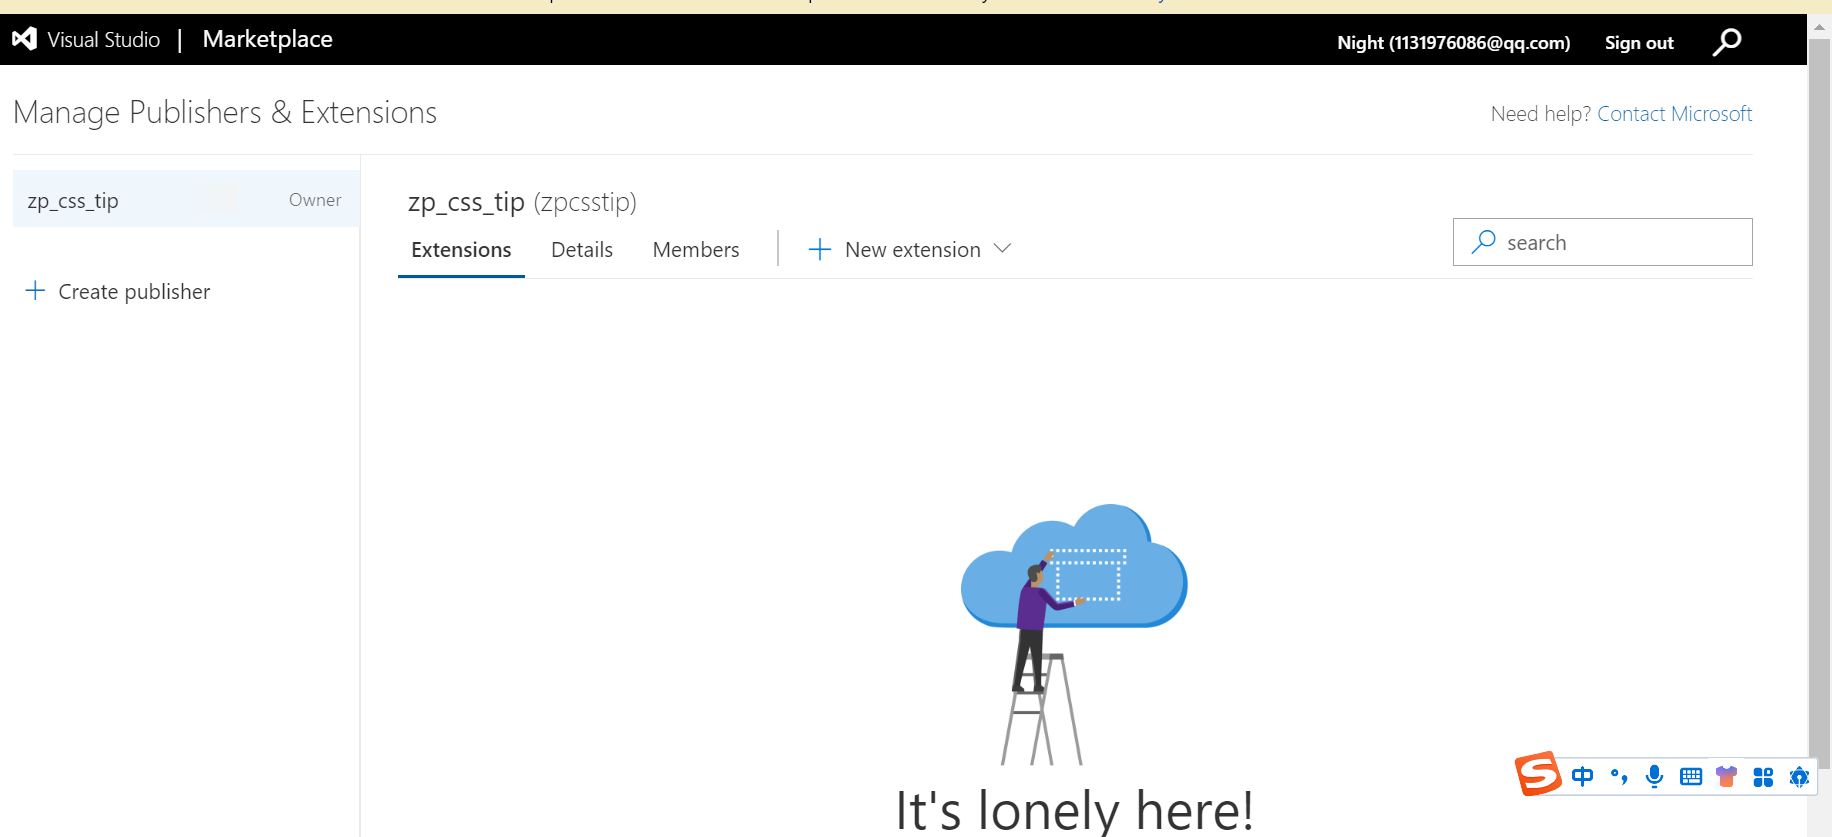 Visual Studio | Marketplace
Night (1131976086@qq.com) Sign out
Manage Publishers & Extensions
Need help? Contact Microsoft
zp_css_tip Owner
+ Create publisher
zp_css_tip (zpcsstip)
Extensions Details Members + New extension
search
It's lonely here!
中